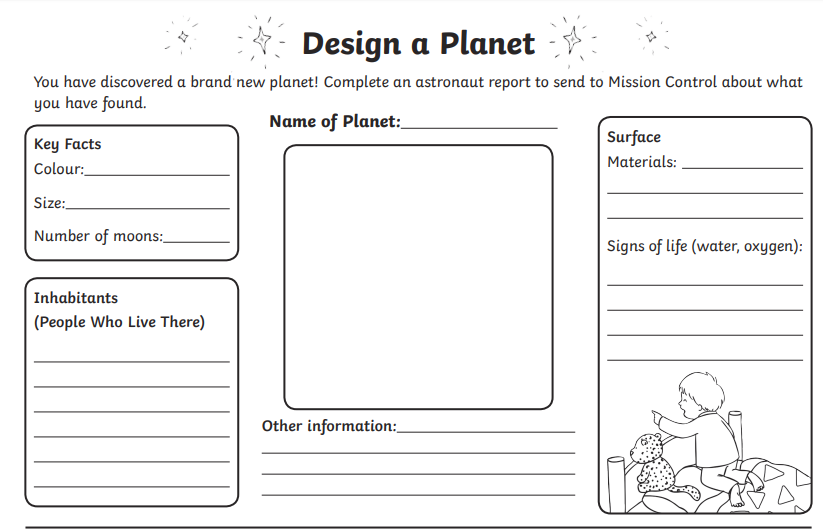 Design a Planet
You have discovered a brand new planet! Complete an astronaut report to send to Mission Control about what
you have found.
Key Facts
Colour:
Size:
Number of moons:
Inhabitants
(People Who Live There)
Name of Planet:
Other information:
Surface
Materials:
Signs of life (water, oxygen):